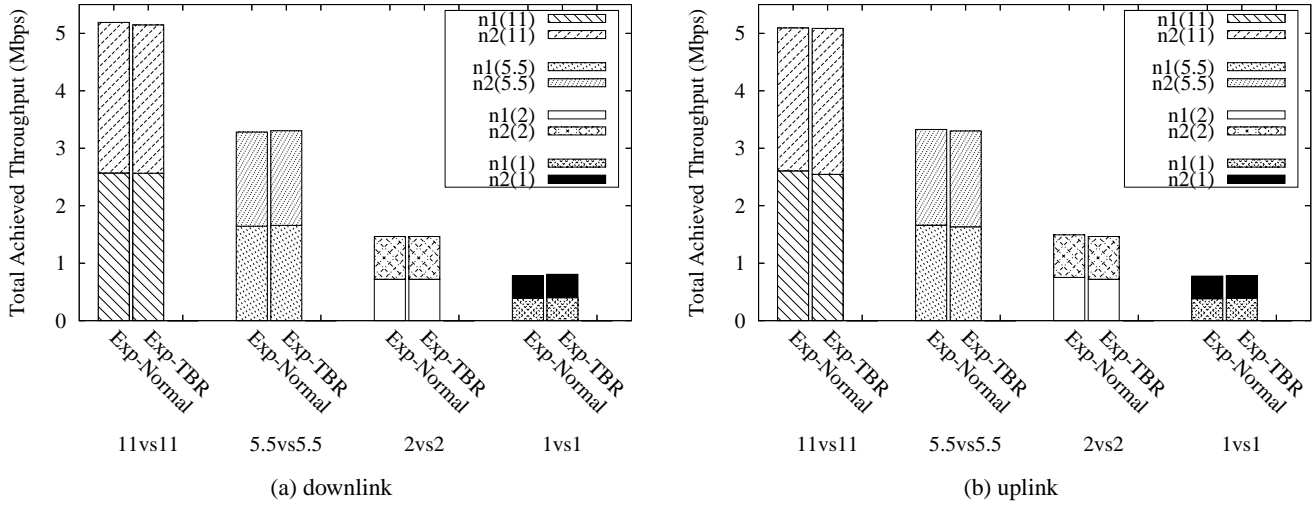 Total Achieved Throughput (Mbps)
5
4
3
2
1
0
n1(11)
n2(11)
n1(5.5)
n2(5.5)
n1(2)
n2(2)
n1(1)
n2(1)
Exp-Normal
Exp-TBR
Exp-Normal
Exp-TBR
Exp-Normal
Exp-TBR
Exp-Normal
Exp-TBR
11vs11 5.5vs5.5 2vs2 1vs1
(a) downlink
Total Achieved Throughput (Mbps)
5
4
3
2
1
0
n1(11)
n2(11)
n1(5.5)
n2(5.5)
n1(2)
n2(2)
n1(1)
n2(1)
Exp-Normal
Exp-TBR
Exp-Normal
Exp-TBR
Exp-Normal
Exp-TBR
Exp-Normal
Exp-TBR
11vs11 5.5vs5.5 2vs2 1vs1
(b) uplink